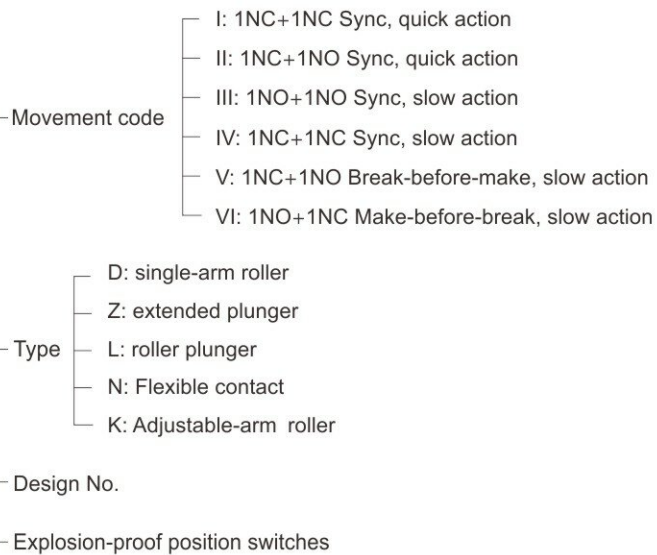 I: 1NC+1NC Sync, quick action
II: 1NC+1NO Sync, quick action
III: 1NO+1NO Sync, slow action
Movement code
IV: 1NC+1NC Sync, slow action
V: 1NC+1NO Break-before-make, slow action
VI: 1NO+1NC Make-before-break, slow action
D: single-arm roller
Z: extended plunger
Type
L: roller plunger
N: Flexible contact
K: Adjustable-arm roller
Design No.
Explosion-proof position switches